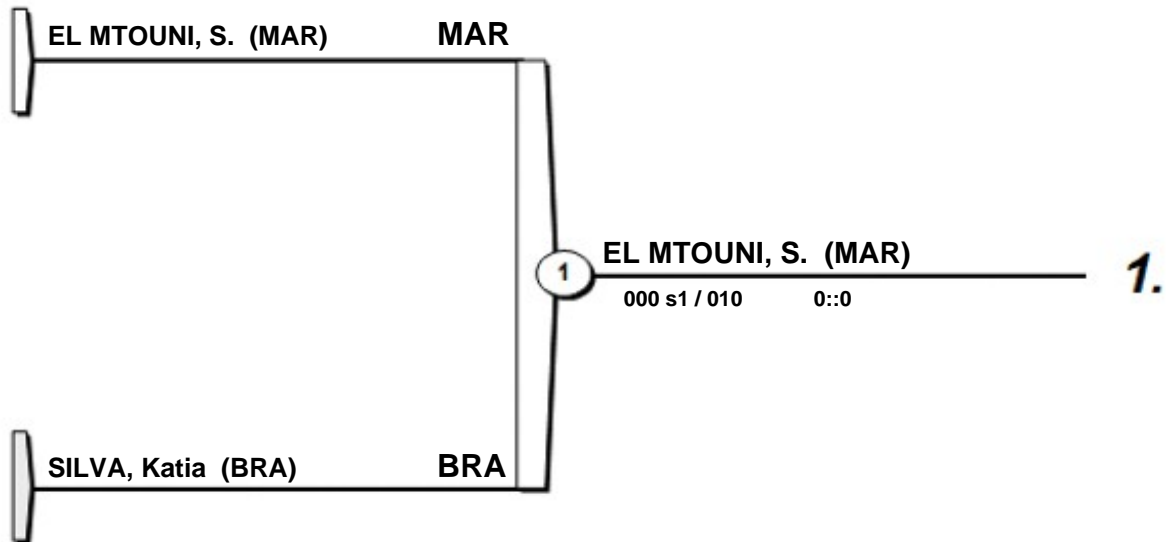 EL MTOUNI, S. (MAR) MAR
1 EL MTOUNI, S. (MAR) 1.
000 s1 / 010 0::0
SILVA, Katia (BRA) BRA